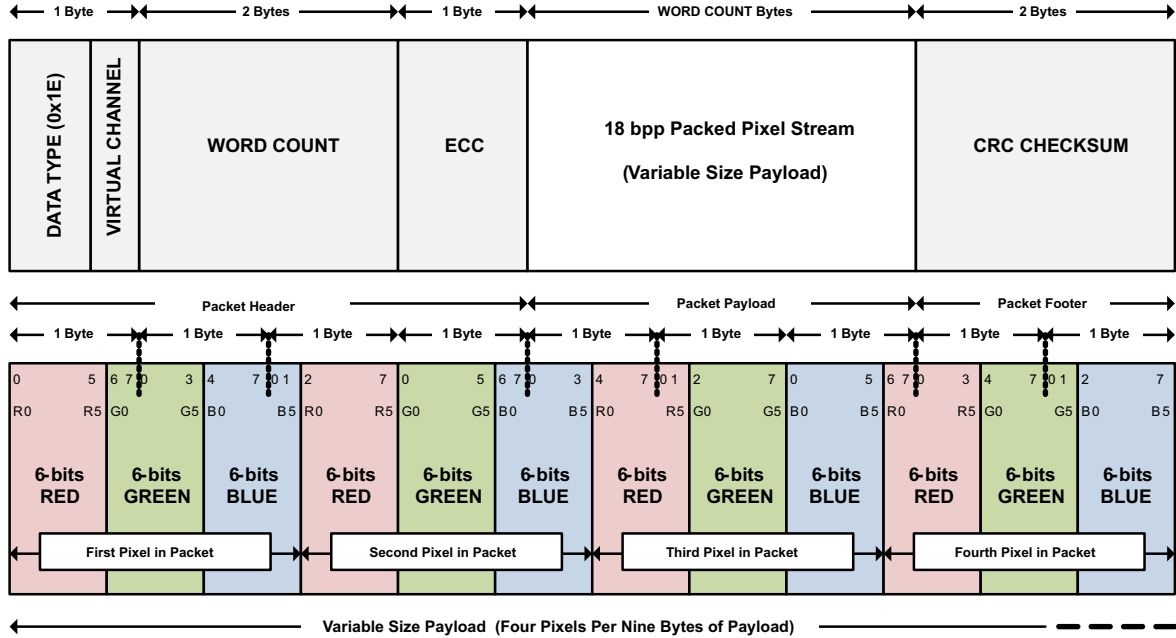 1 Byte 2 Bytes 1 Byte WORD COUNT Bytes 2 Bytes
DATA TYPE (0x1E)
VIRTUAL CHANNEL
WORD COUNT
ECC
18 bpp Packed Pixel Stream
(Variable Size Payload)
CRC CHECKSUM
Packet Header Packet Payload Packet Footer
1 Byte 1 Byte 1 Byte 1 Byte 1 Byte 1 Byte 1 Byte 1 Byte 1 Byte
0 5 6 7 0 3 4 7 0 1 2 7 0 5 6 7 0 3 4 7 0 1 2 7 0 5 6 7 0 3 4 7 0 1 2 7
R0 R5 G0 G5 B0 B5 R0 R5 G0 G5 B0 B5 R0 R5 G0 G5 B0 B5 R0 R5 G0 G5 B0 B5
6-bits 6-bits 6-bits 6-bits 6-bits 6-bits 6-bits 6-bits 6-bits 6-bits 6-bits 6-bits
RED GREEN BLUE RED GREEN BLUE RED GREEN BLUE RED GREEN BLUE
First Pixel in Packet Second Pixel in Packet Third Pixel in Packet Fourth Pixel in Packet
Variable Size Payload (Four Pixels Per Nine Bytes of Payload)